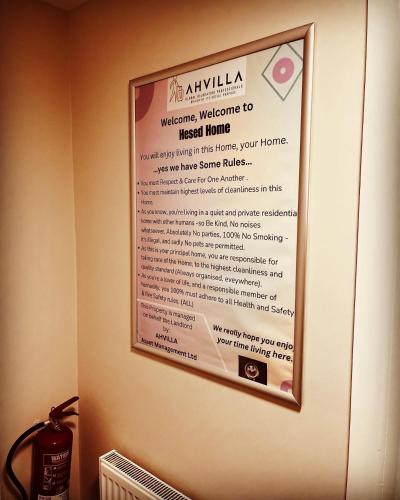 AHVILLA
Welcome, Welcome to
Hesed Home
You will enjoy living in this Home, your Home.
...yes we have Some Rules...
• You must Respect & Care For One Another .
• You must maintain highest levels of cleanliness in this
Home.
• As you know, you're living in a quiet and private residentia
home with other humans -so Be Kind, No noises
whatsoever, Absolutely No parties, 100% No Smoking -
it's illegal, and sadly No pets are permitted.
• As this is your principal home, you are responsible for
taking care of the Home, to the highest cleanliness and
quality standard (Always organised, eveywhere).
• As you're a lover of life, and a responsible member of
humanity, you 100% must adhere to all Health and Safety
& Fire Safety rules. (ALL)
This Property is managed
on behalf the Landlord
by:
AHVILLA
Asset Management Ltd
We really hope you enjoy
your time living here.
WATER